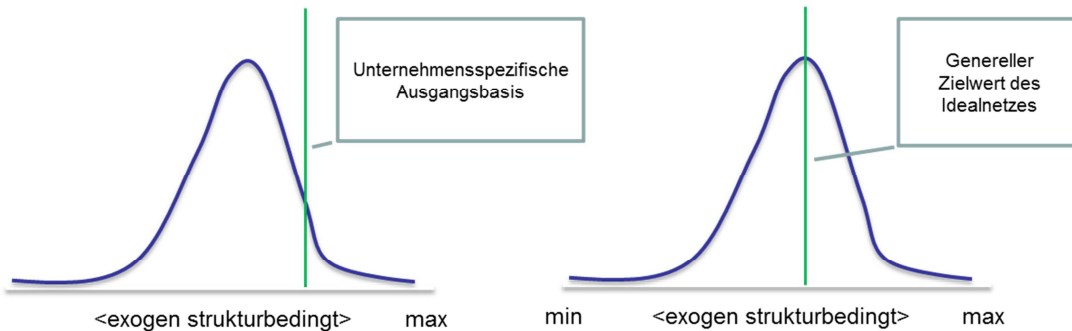 Unternehmensspezifische
Ausgangsbasis
Genereller
Zielwert des
Idealnetzes
<exogen strukturbedingt> max min <exogen strukturbedingt> max